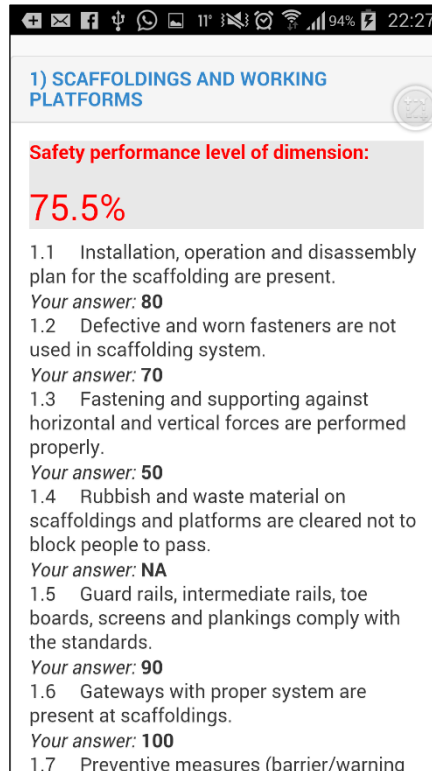 11° 94% 22:27
1) SCAFFOLDINGS AND WORKING
PLATFORMS
Safety performance level of dimension:
75.5%
1.1 Installation, operation and disassembly
plan for the scaffolding are present.
Your answer: 80
1.2 Defective and worn fasteners are not
used in scaffolding system.
Your answer: 70
1.3 Fastening and supporting against
horizontal and vertical forces are performed
properly.
Your answer: 50
1.4 Rubbish and waste material on
scaffoldings and platforms are cleared not to
block people to pass.
Your answer: NA
1.5 Guard rails, intermediate rails, toe
boards, screens and plankings comply with
the standards.
Your answer: 90
1.6 Gateways with proper system are
present at scaffoldings.
Your answer: 100
1.7 Preventive measures (barrier/warning